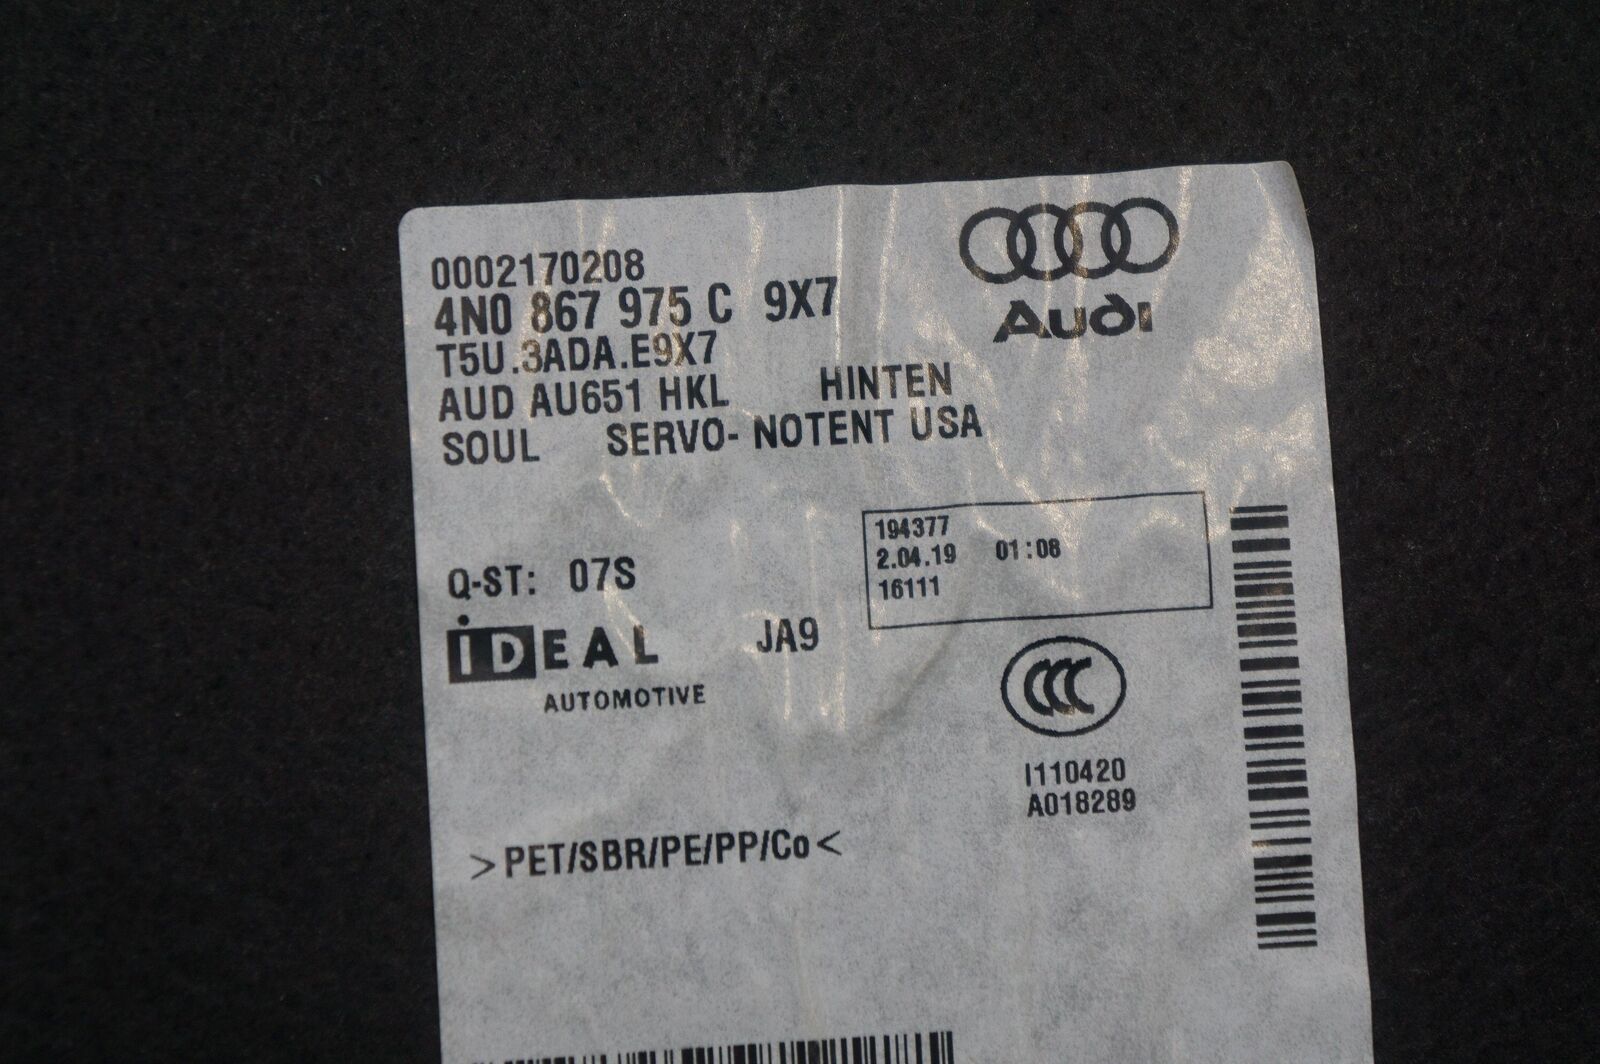 0002170208
4N0 867 975 C 9X7
T5U.3ADA.E9X7
AUD AU651 HKL HINTEN
SOUL SERVO- NOTENT USA
Audi
194377
2.04.19 01:08
16111
Q-ST: 07S
iDEAL JA9
AUTOMOTIVE
CCC
I110420
A018289
>PET/SBR/PE/PP/Co<